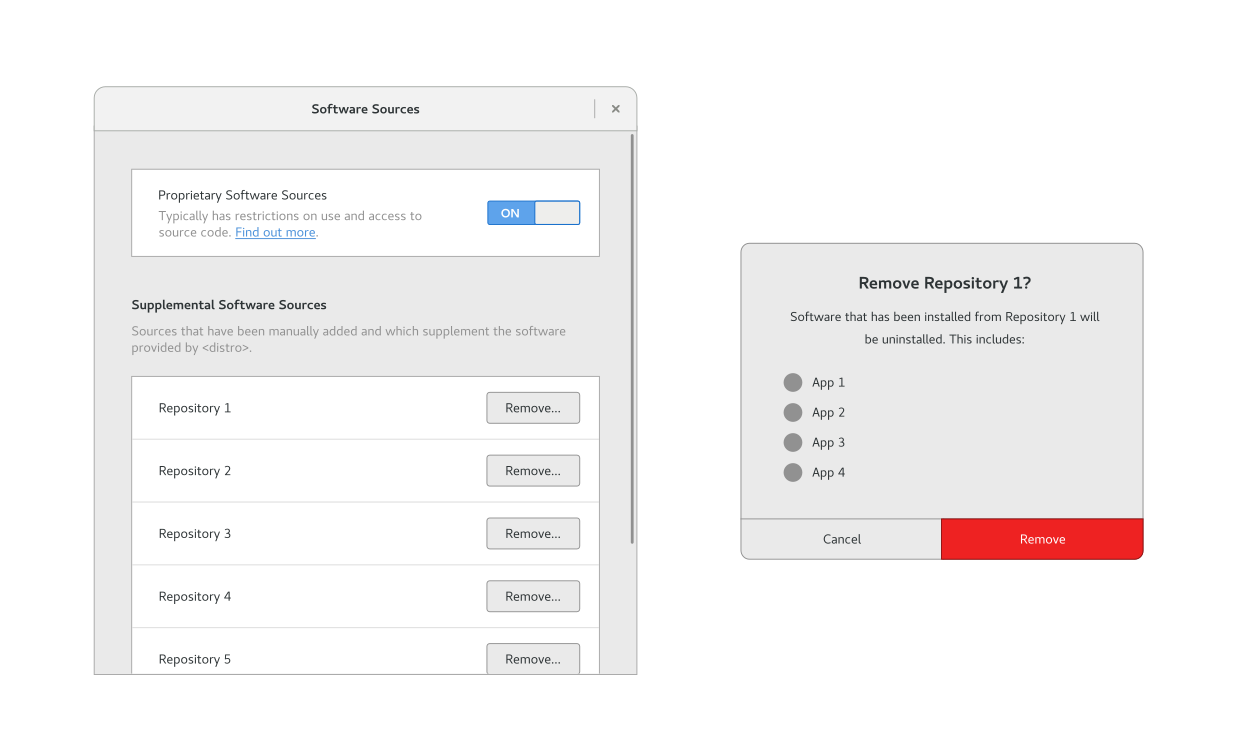 Software Sources
×
Proprietary Software Sources
Typically has restrictions on use and access to
source code. Find out more.
ON
Supplemental Software Sources
Sources that have been manually added and which supplement the software
provided by <distro>.
Repository 1 Remove...
Repository 2 Remove...
Repository 3 Remove...
Repository 4 Remove...
Repository 5 Remove...
Remove Repository 1?
Software that has been installed from Repository 1 will
be uninstalled. This includes:
App 1
App 2
App 3
App 4
Cancel Remove